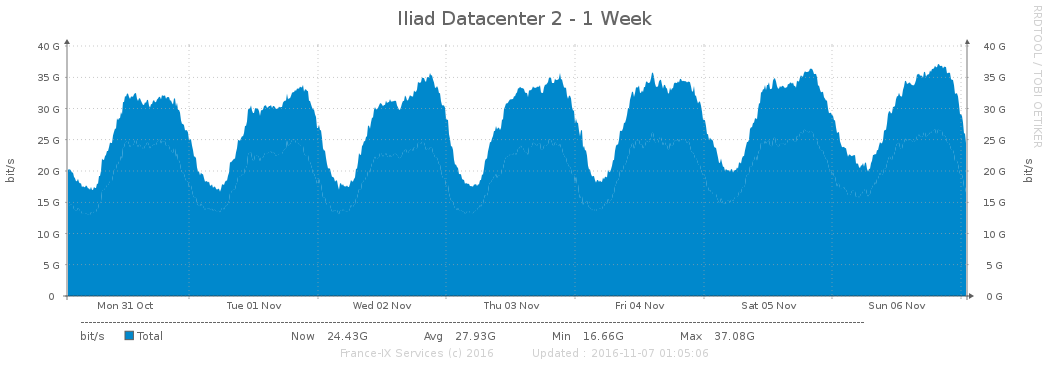 Iliad Datacenter 2 - 1 Week
RRDTOOL / TOBI OETIKER
bit/s
40 G 40 G
35 G 35 G
30 G 30 G
25 G 25 G
20 G 20 G
15 G 15 G
10 G 10 G
5 G 5 G
0 0 G
bit/s
Mon 31 Oct Tue 01 Nov Wed 02 Nov Thu 03 Nov Fri 04 Nov Sat 05 Nov Sun 06 Nov
bit/s Total Now 24.43G Avg 27.93G Min 16.66G Max 37.08G
France-IX Services (c) 2016 Updated : 2016-11-07 01:05:06